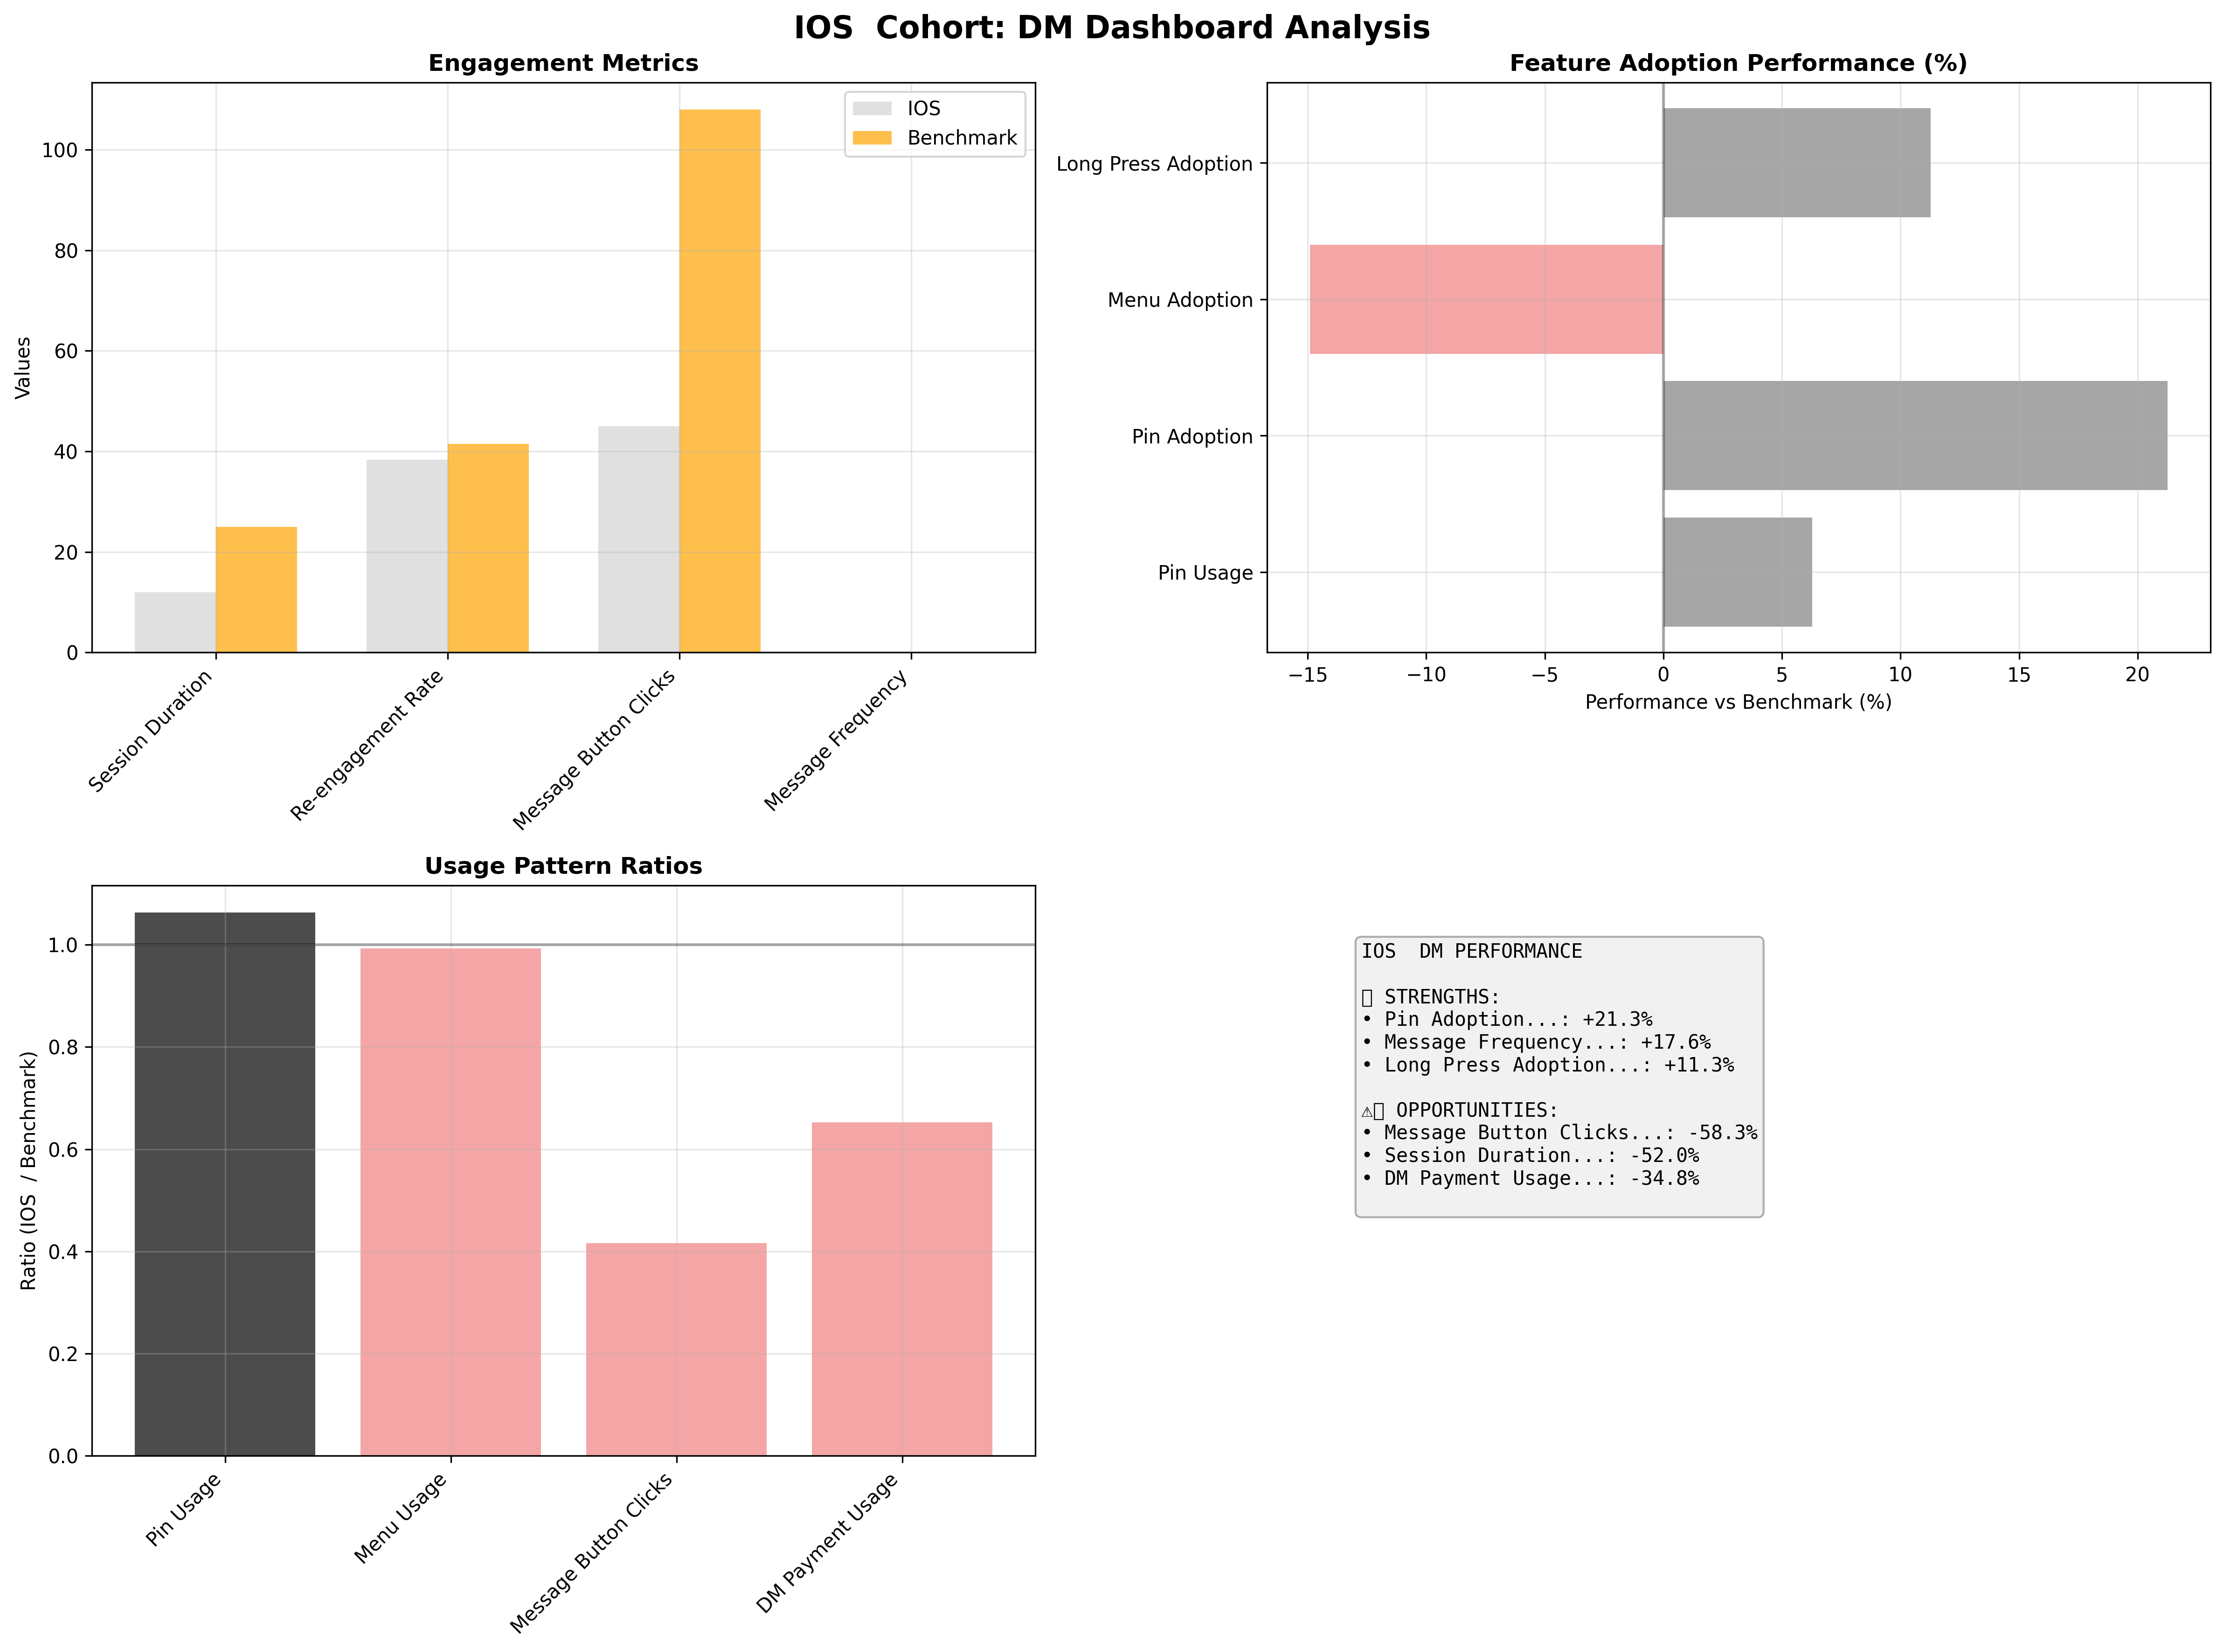 IOS  Cohort: DM Dashboard Analysis
Engagement Metrics
IOS
Benchmark
Values
100
80
60
40
20
0
Session Duration
Re-engagement Rate
Message Button Clicks
Message Frequency
Feature Adoption Performance (%)
Long Press Adoption
Menu Adoption
Pin Adoption
Pin Usage
−15
−10
−5
0
5
10
15
20
Performance vs Benchmark (%)
Usage Pattern Ratios
Ratio (IOS  / Benchmark)
1.0
0.8
0.6
0.4
0.2
0.0
Pin Usage
Menu Usage
Message Button Clicks
DM Payment Usage
IOS  DM PERFORMANCE
STRENGTHS:
• Pin Adoption...: +21.3%
• Message Frequency...: +17.6%
• Long Press Adoption...: +11.3%
⚠ OPPORTUNITIES:
• Message Button Clicks...: -58.3%
• Session Duration...: -52.0%
• DM Payment Usage...: -34.8%